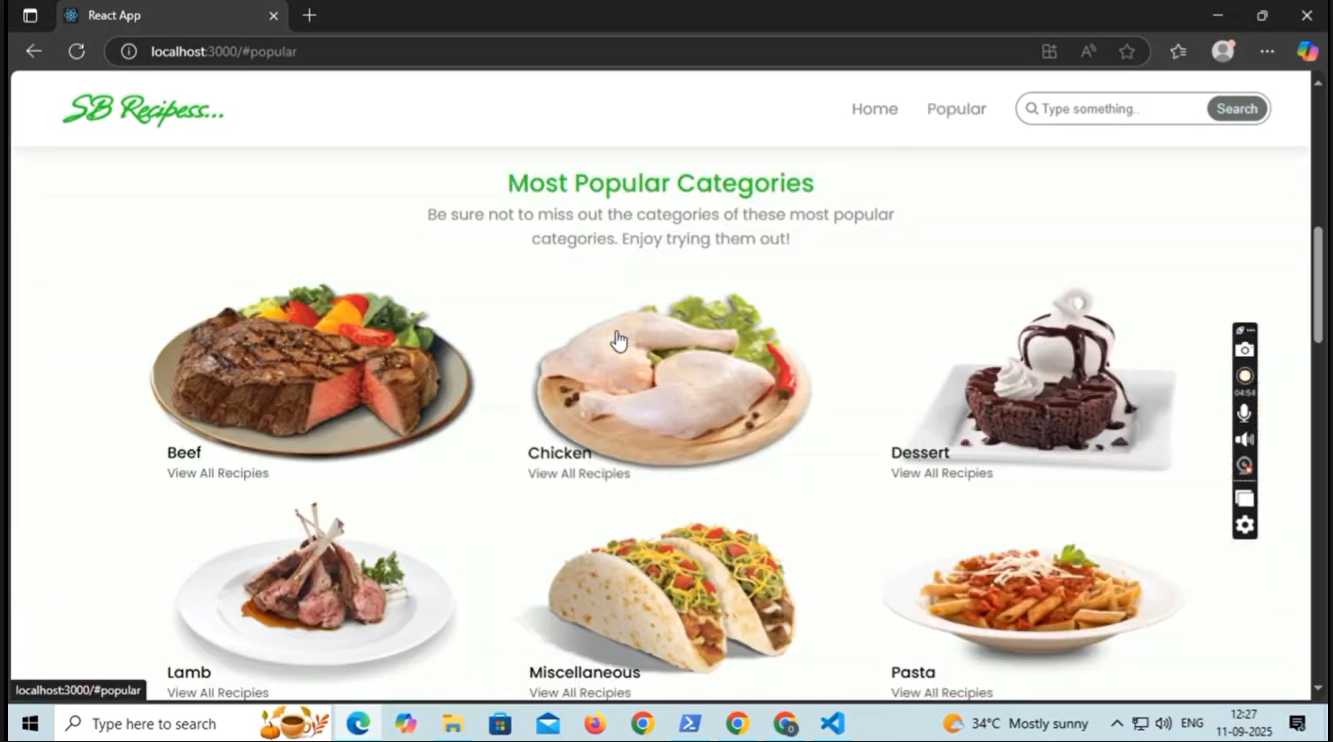 React App
localhost:3000/#popular
SB Recipess...
Home Popular Type something.. Search
Most Popular Categories
Be sure not to miss out the categories of these most popular
categories. Enjoy trying them out!
Beef Chicken Dessert
View All Recipies View All Recipies View All Recipies
04:54
Lamb Miscellaneous Pasta
View All Recipies View All Recipies View All Recipies
localhost:3000/#popular
Type here to search 34°C Mostly sunny ENG 12:27
11-09-2025